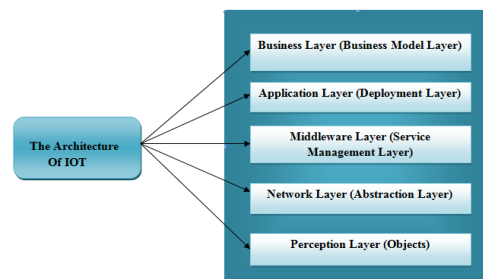 The Architecture
Of IOT
Business Layer (Business Model Layer)
Application Layer (Deployment Layer)
Middleware Layer (Service
Management Layer)
Network Layer (Abstraction Layer)
Perception Layer (Objects)